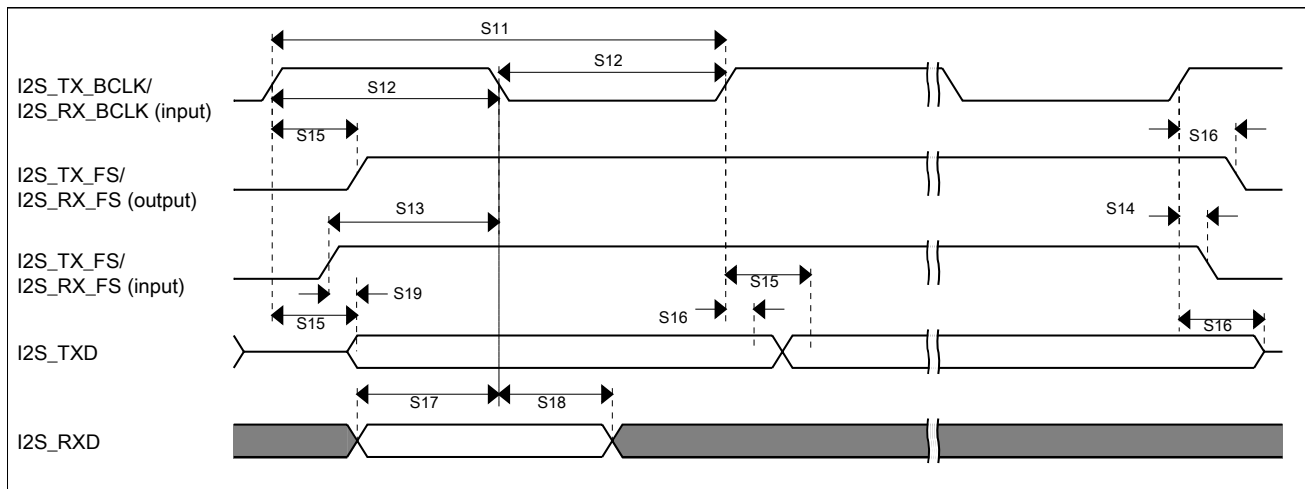 S11
S12
I2S_TX_BCLK/
I2S_RX_BCLK (input)
S12
S15
S16
I2S_TX_FS/
I2S_RX_FS (output)
S13
S14
I2S_TX_FS/
I2S_RX_FS (input)
S15
S19
S15
S16
S16
I2S_TXD
S17
S18
I2S_RXD